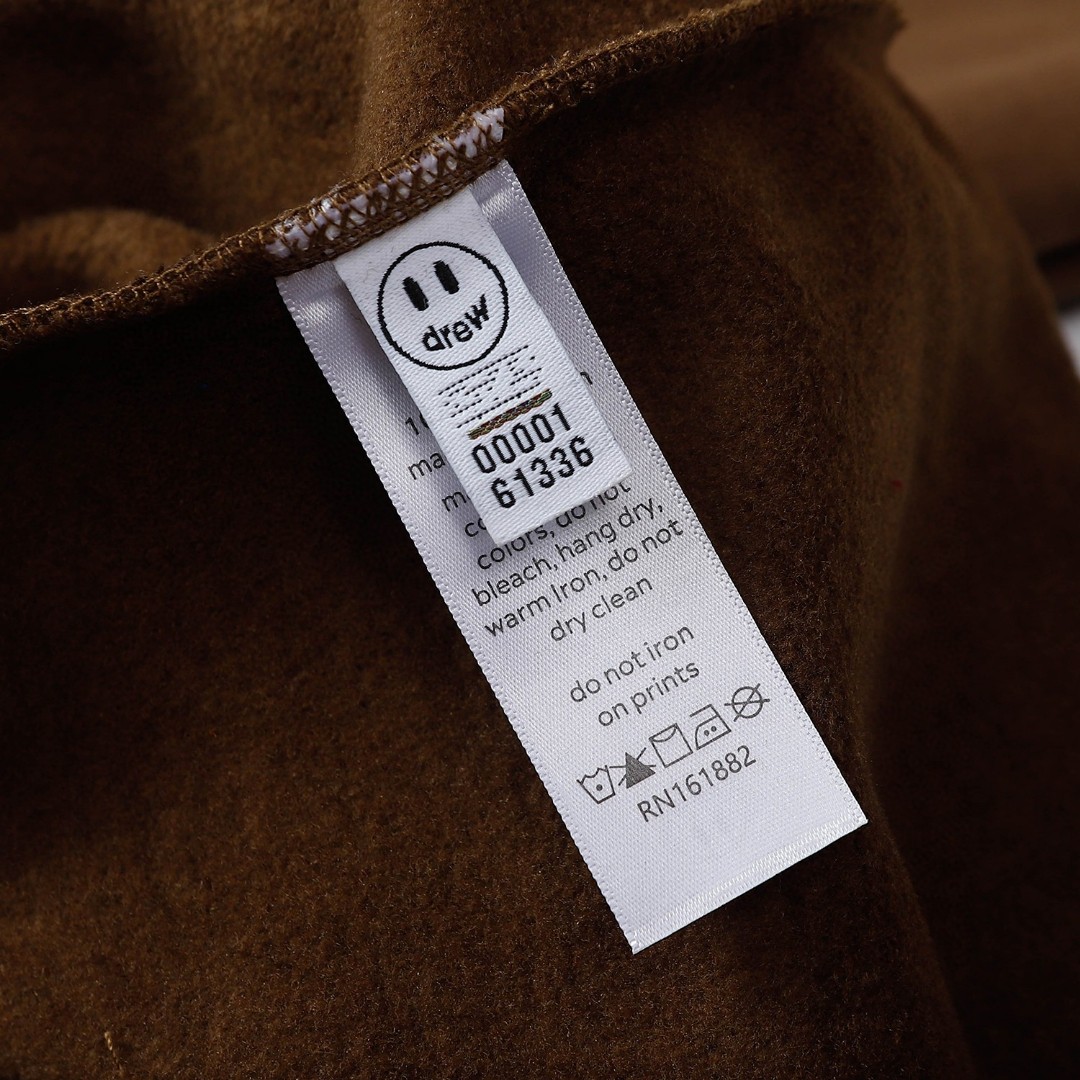 drew
00001
61336
colors, do not
bleach, hang dry,
warm Iron, do not
dry clean
do not iron
on prints
RN161882